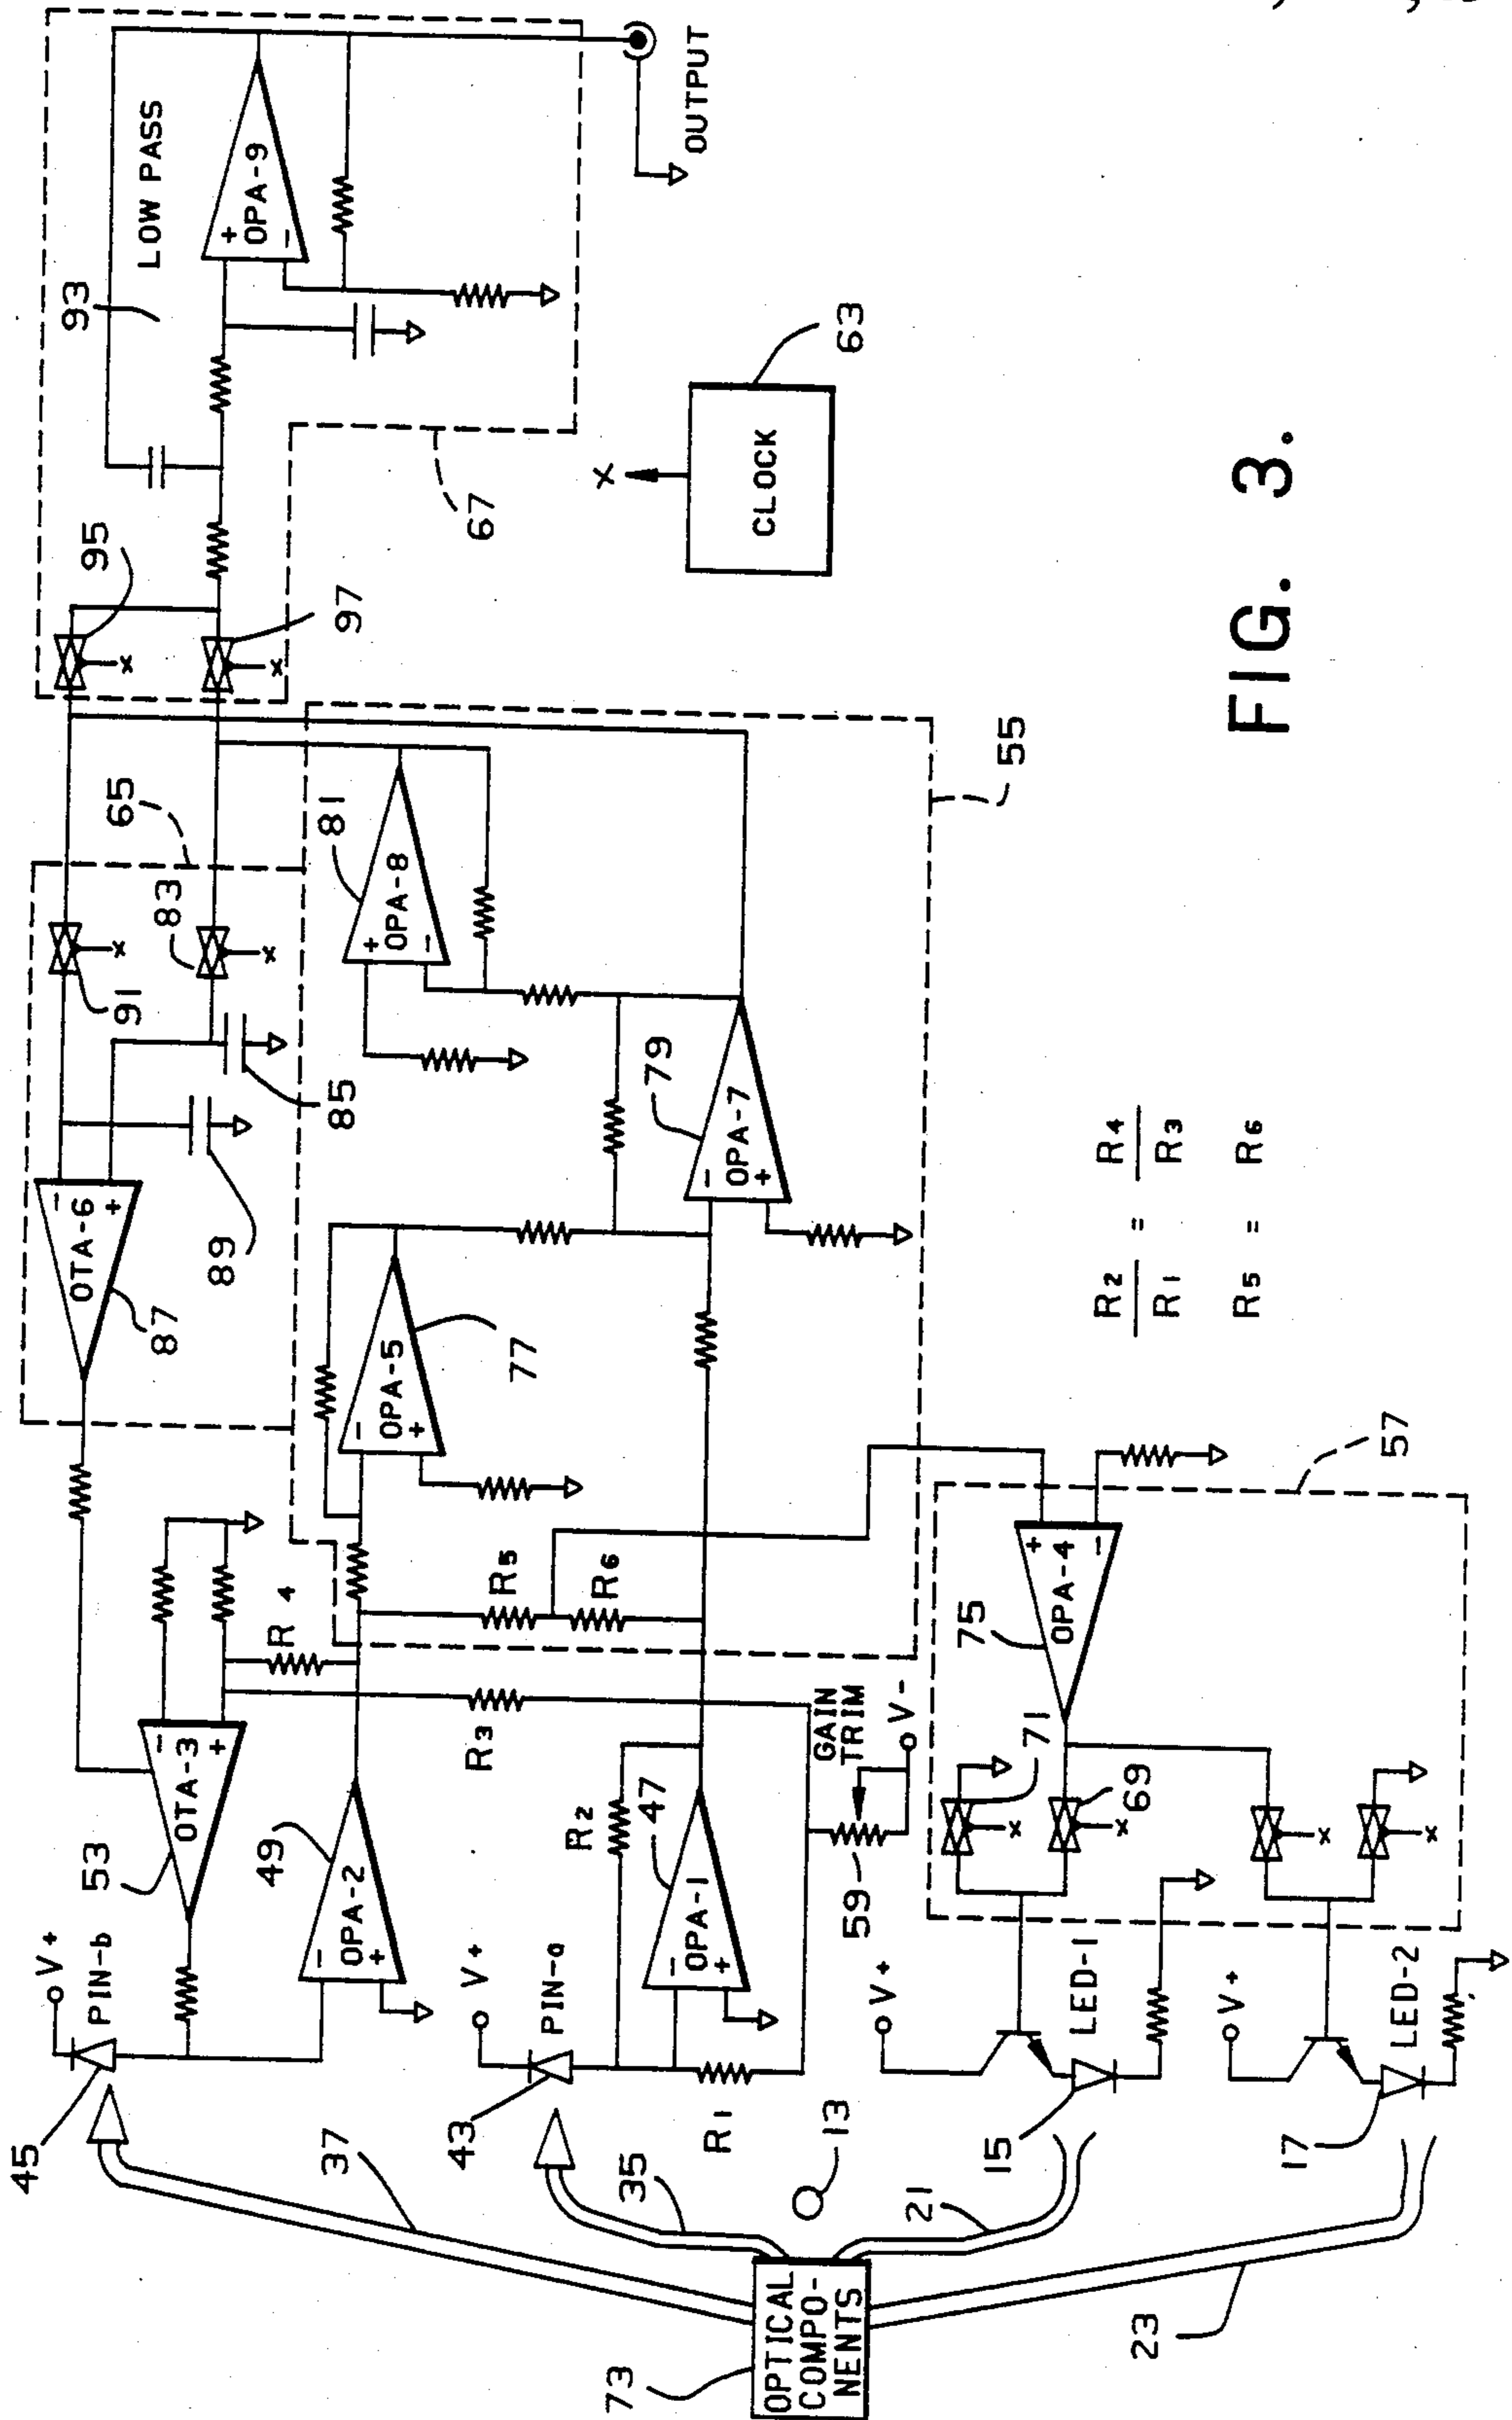 45
V+
PIN-b
53
OTA-3
-
+
R4
87
OTA-6
-
+
89
85
91
x
83
x
65
95
x
97
x
93
LOW PASS
+
OPA-9
-
OUTPUT
67
37
49
-
OPA-2
+
R3
R5
R6
-
OPA-5
+
77
81
+
OPA-8
-
79
-
OPA-7
+
55
x
CLOCK
63
43
V+
PIN-a
R2
47
-
OPA-1
+
R1
35
59
GAIN
TRIM
V-
73
OPTICAL
COMPO-
NENTS
13
21
23
V+
15
LED-1
V+
17
LED-2
71
x
69
x
x
x
75
+
OPA-4
-
57
R2
R1
=
R4
R3
R5 = R6
FIG. 3.